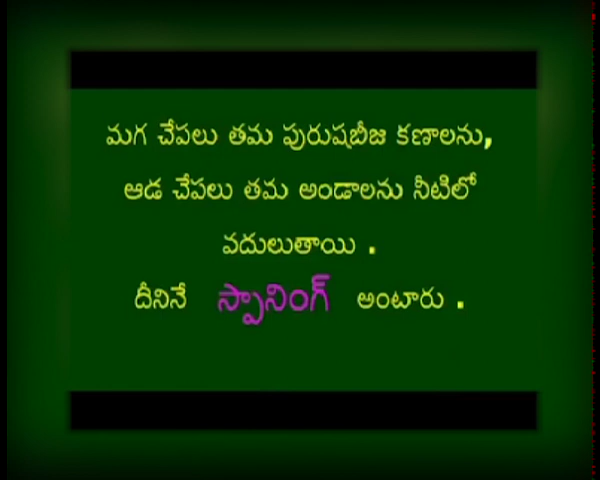 మగ చేపలు తమ పురుషబీజ కణాలను,
ఆడ చేపలు తమ అండాలను నీటిలో
వదులుతాయి .
దీనినే స్పానింగ్ అంటారు .